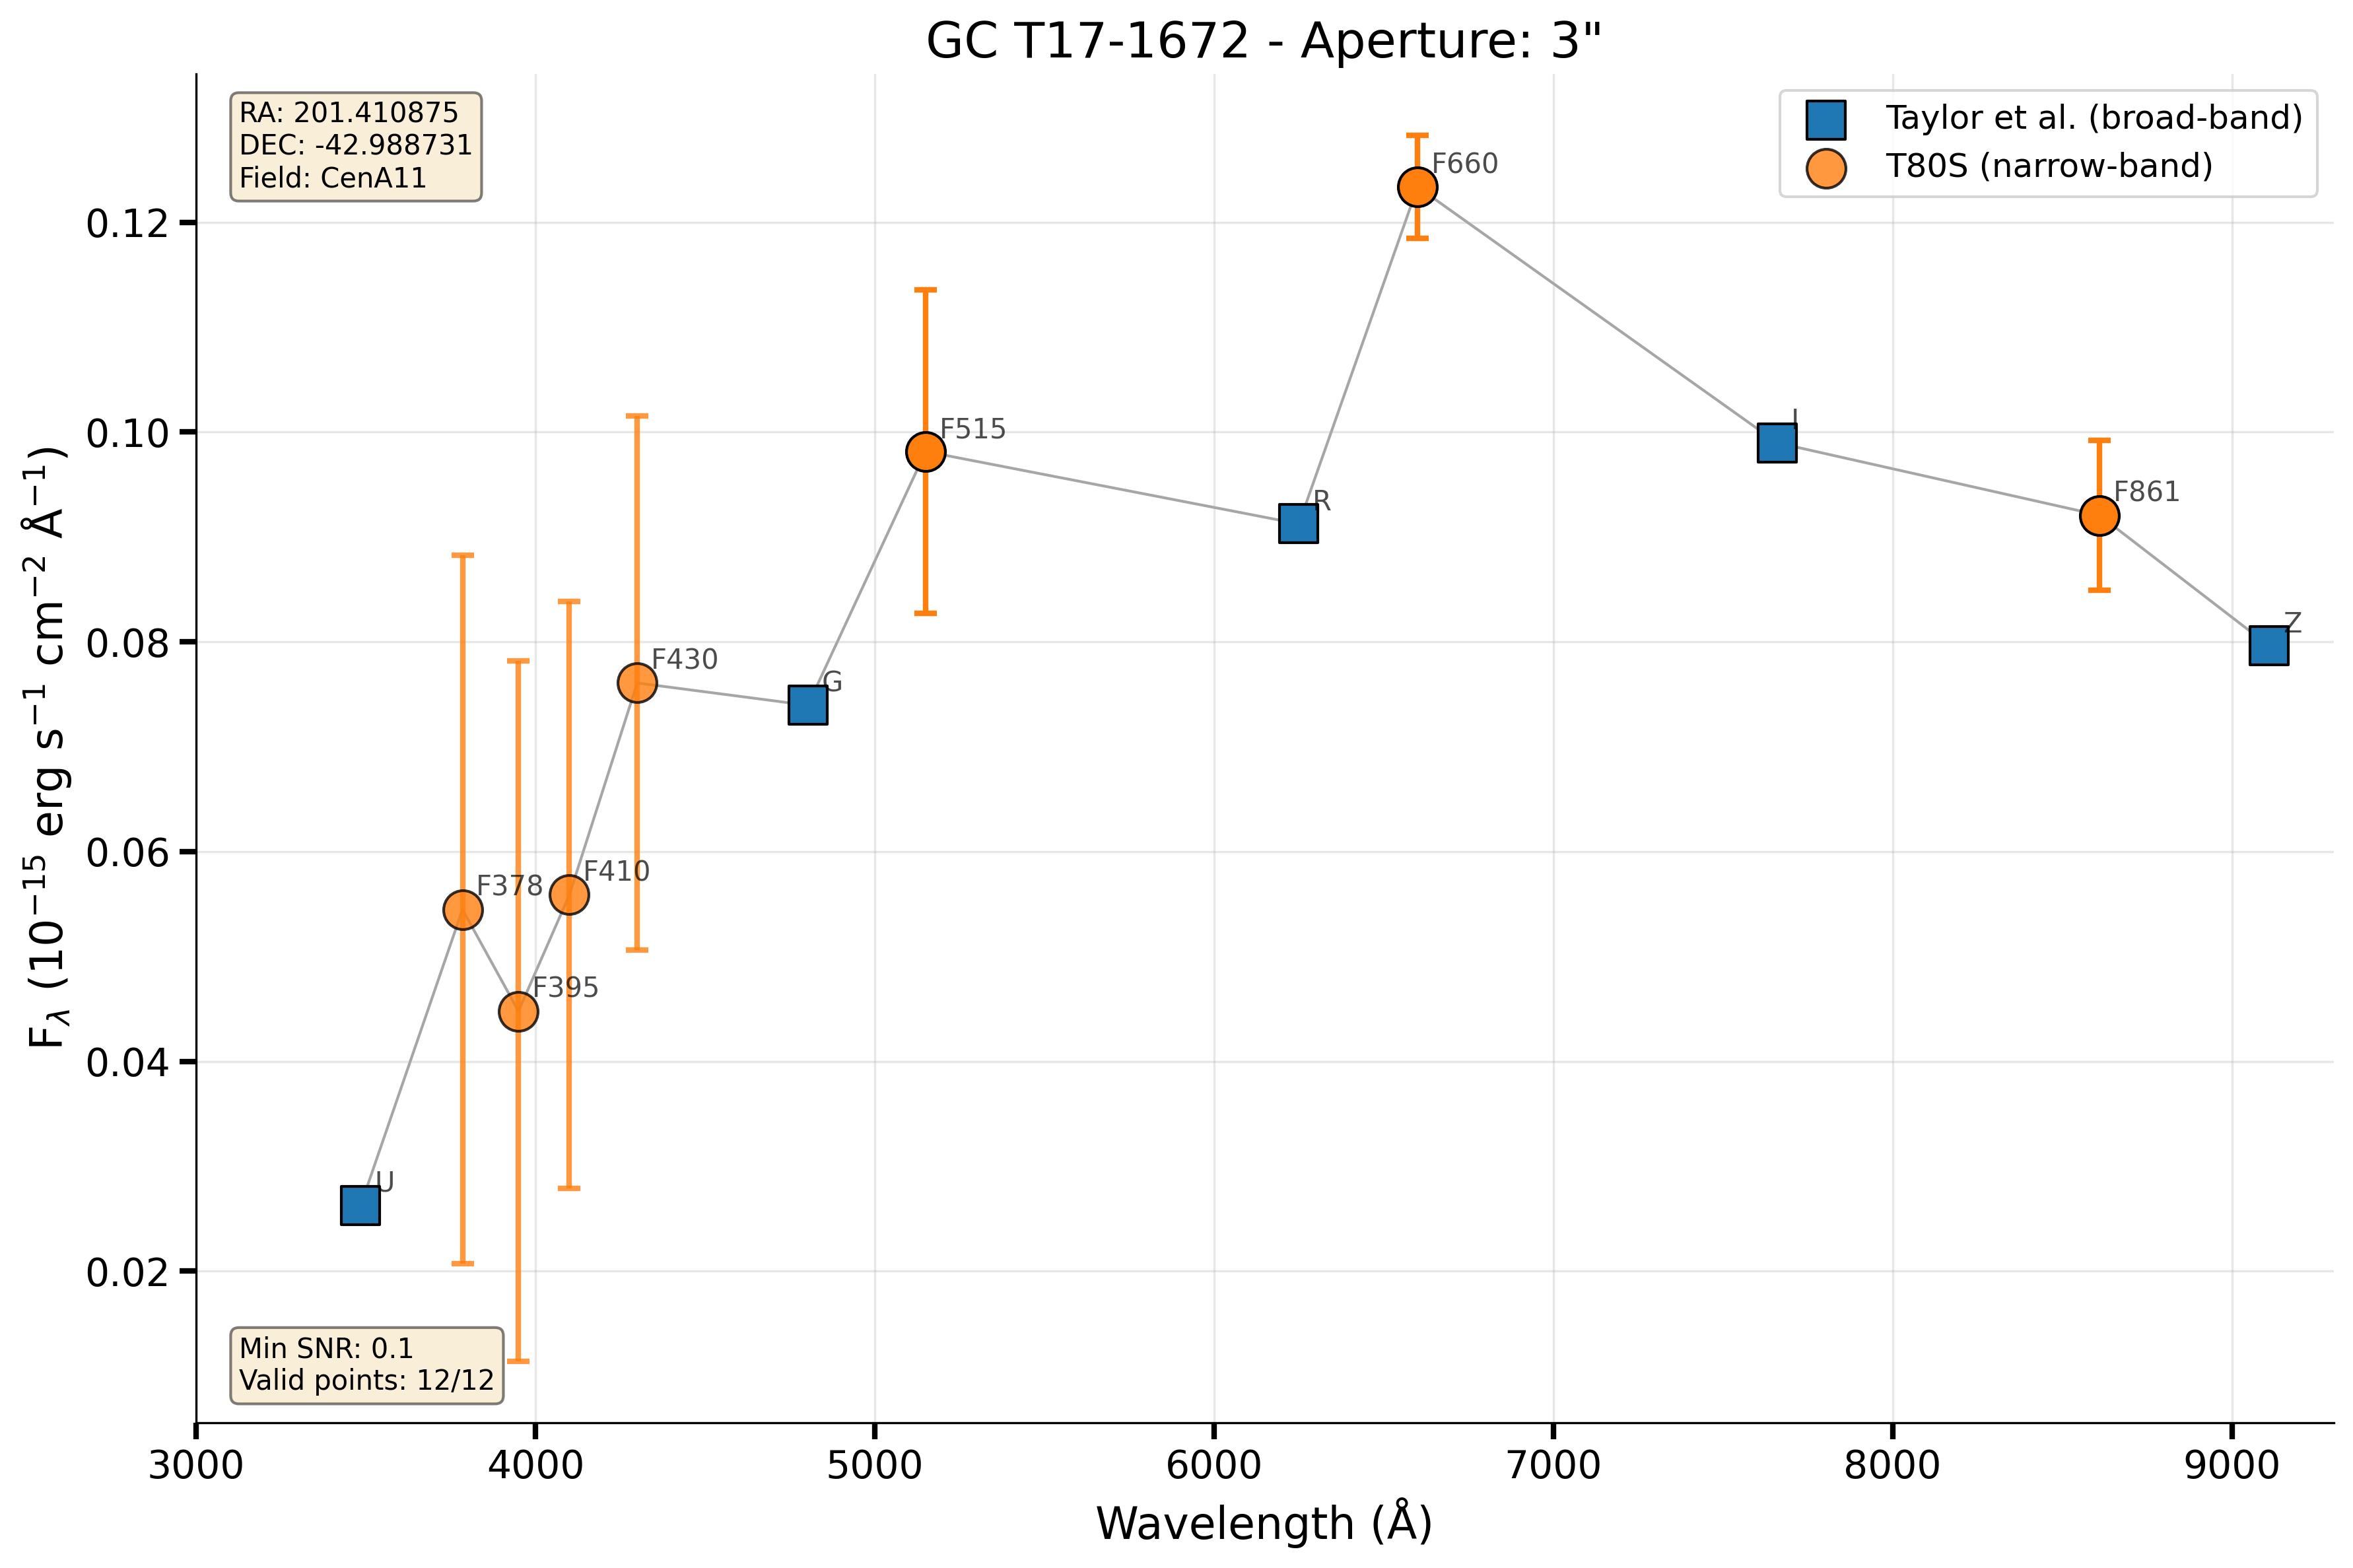 GC T17-1672 - Aperture: 3"
RA: 201.410875
DEC: -42.988731
Field: CenA11
Taylor et al. (broad-band)
T80S (narrow-band)
F660
F515
I
R
F861
Z
F430
G
F378
F410
F395
U
Min SNR: 0.1
Valid points: 12/12
0.12
0.10
0.08
0.06
0.04
0.02
F_λ (10⁻¹⁵ erg s⁻¹ cm⁻² Å⁻¹)
3000 4000 5000 6000 7000 8000 9000
Wavelength (Å)